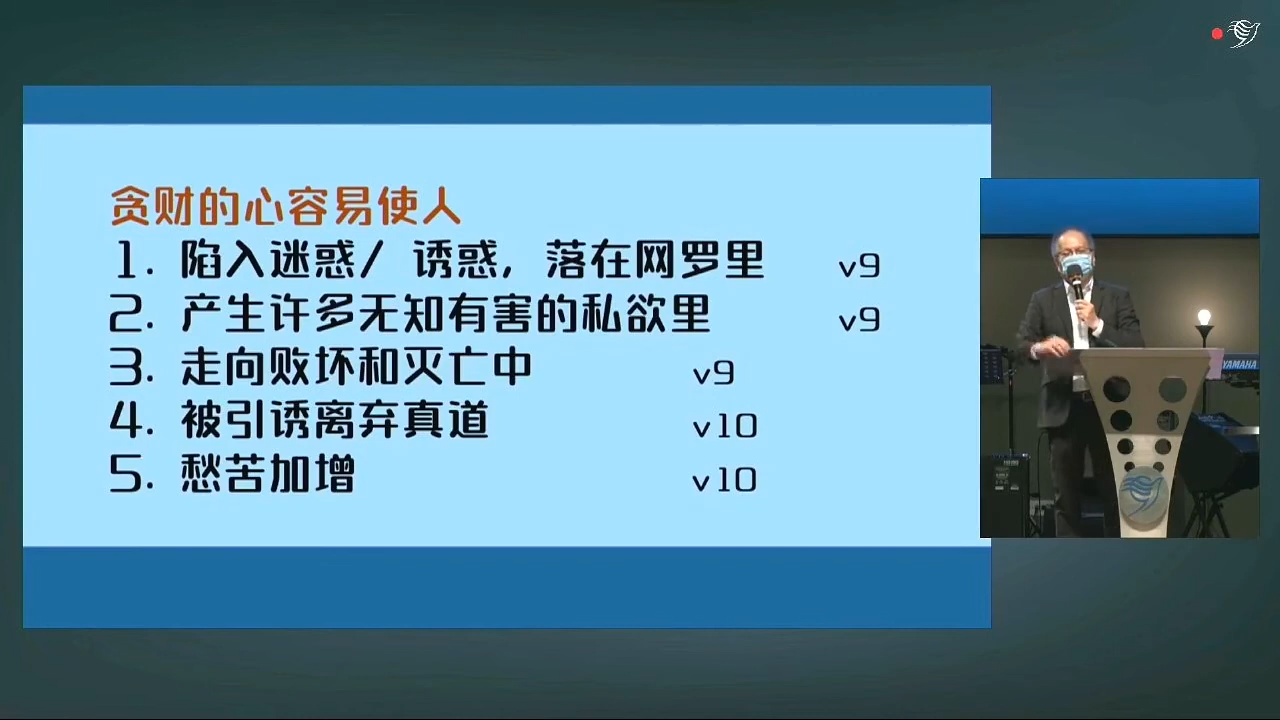 贪财的心容易使人
1. 陷入迷惑/ 诱惑，落在网罗里 v9
2. 产生许多无知有害的私欲里 v9
3. 走向败坏和灭亡中 v9
4. 被引诱离弃真道 v10
5. 愁苦加增 v10
YAMAHA